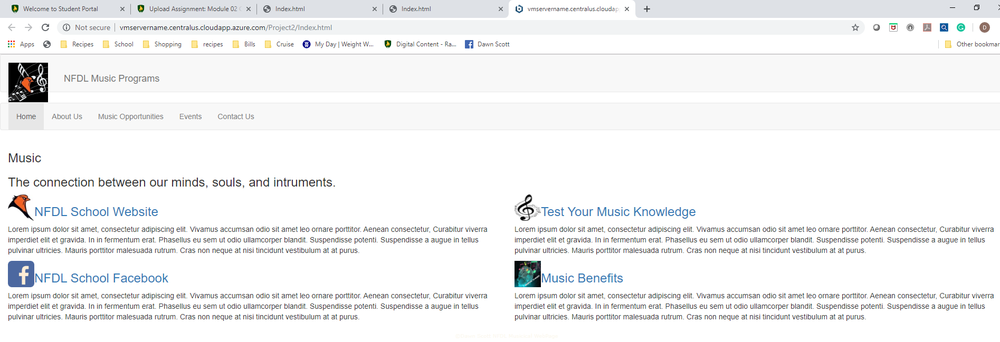 Welcome to Student Portal
Upload Assignment: Module 02 C
Index.html
Index.html
vmservername.centralus.cloudap
Not secure
vmservername.centralus.cloudapp.azure.com/Project2/Index.html
D
Apps
Recipes
School
Shopping
recipes
Bills
Cruise
My Day | Weight W...
Digital Content - Ra...
Dawn Scott
Other bookmar
NFDL Music Programs
Home
About Us
Music Opportunities
Events
Contact Us
Music
The connection between our minds, souls, and intruments.
NFDL School Website
Lorem ipsum dolor sit amet, consectetur adipiscing elit. Vivamus accumsan odio sit amet leo ornare porttitor. Aenean consectetur, Curabitur viverra
imperdiet elit et gravida. In in fermentum erat. Phasellus eu sem ut odio ullamcorper blandit. Suspendisse potenti. Suspendisse a augue in tellus
pulvinar ultricies. Mauris porttitor malesuada rutrum. Cras non neque at nisi tincidunt vestibulum at at purus.
Test Your Music Knowledge
Lorem ipsum dolor sit amet, consectetur adipiscing elit. Vivamus accumsan odio sit amet leo ornare porttitor. Aenean consectetur, Curabitur viverra
imperdiet elit et gravida. In in fermentum erat. Phasellus eu sem ut odio ullamcorper blandit. Suspendisse potenti. Suspendisse a augue in tellus
pulvinar ultricies. Mauris porttitor malesuada rutrum. Cras non neque at nisi tincidunt vestibulum at at purus.
NFDL School Facebook
Lorem ipsum dolor sit amet, consectetur adipiscing elit. Vivamus accumsan odio sit amet leo ornare porttitor. Aenean consectetur, Curabitur viverra
imperdiet elit et gravida. In in fermentum erat. Phasellus eu sem ut odio ullamcorper blandit. Suspendisse potenti. Suspendisse a augue in tellus
pulvinar ultricies. Mauris porttitor malesuada rutrum. Cras non neque at nisi tincidunt vestibulum at at purus.
Music Benefits
Lorem ipsum dolor sit amet, consectetur adipiscing elit. Vivamus accumsan odio sit amet leo ornare porttitor. Aenean consectetur, Curabitur viverra
imperdiet elit et gravida. In in fermentum erat. Phasellus eu sem ut odio ullamcorper blandit. Suspendisse potenti. Suspendisse a augue in tellus
pulvinar ultricies. Mauris porttitor malesuada rutrum. Cras non neque at nisi tincidunt vestibulum at at purus.